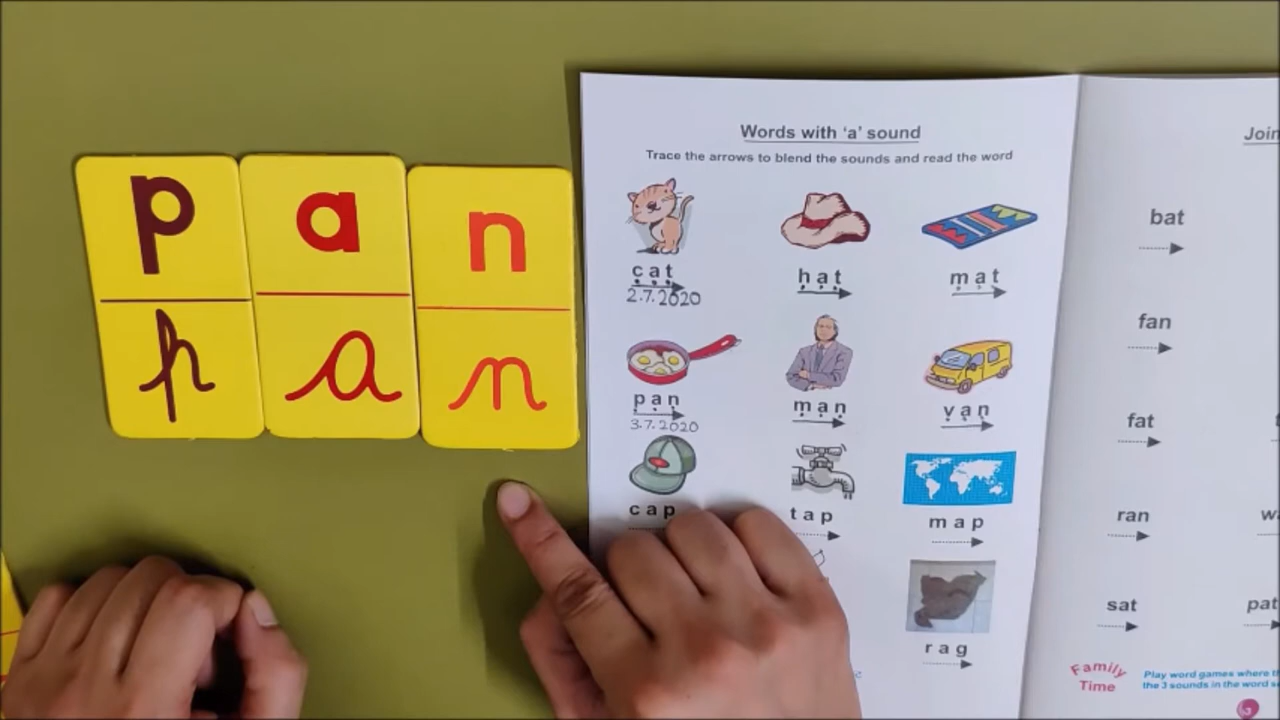 p a n
p a n
Words with 'a' sound
Trace the arrows to blend the sounds and read the word
cat hat mat
2.7.2020
pan man van
3.7.2020
cap tap map
rag
Join
bat
fan
fat
ran
sat pat
Family Time
Play word games where
the 3 sounds in the word